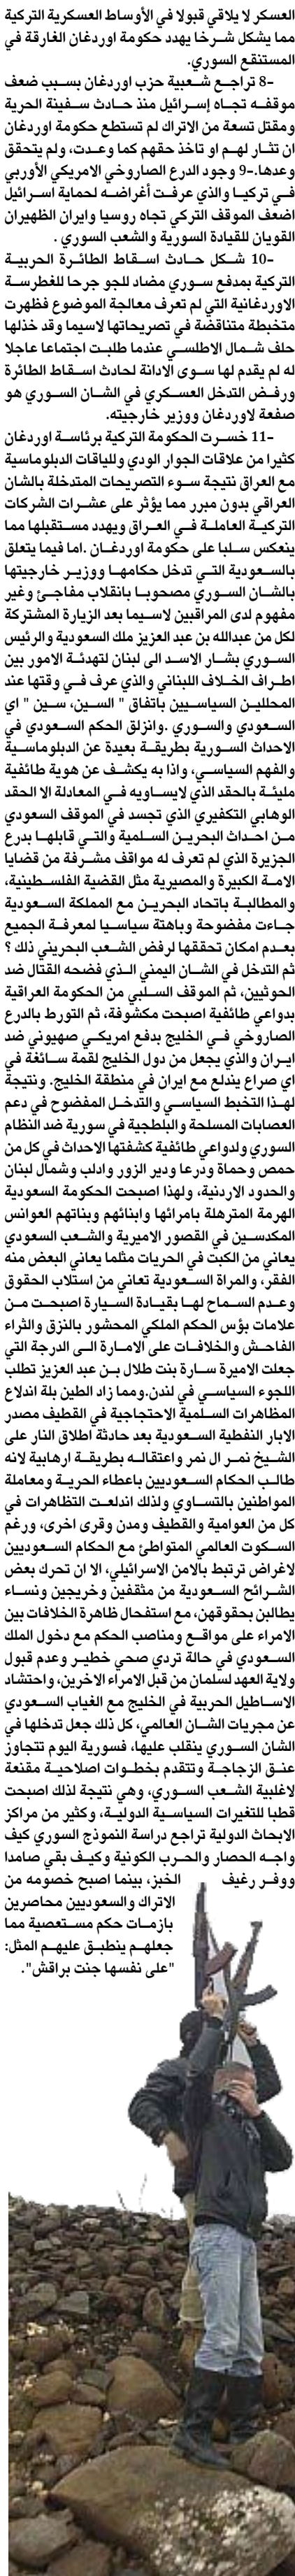 العسكر لا يلاقي قبولا في الأوساط العسكرية التركية
مما يشكل شرخا يهدد حكومة اوردغان الغارقة في
المستنقع السوري.
8- تراجع شعبية حزب اوردغان بسبب ضعف
موقفه تجاه إسرائيل منذ حادث سفينة الحرية
ومقتل تسعة من الاتراك لم تستطع حكومة اوردغان
ان تثأر لهم او تاخذ حقهم كما وعدت، ولم يتحقق
وعدها.-9 وجود الدرع الصاروخي الامريكي الأوربي
في تركيا والذي عرفت أغراضه لحماية اسرائيل
اضعف الموقف التركي تجاه روسيا وايران الظهيران
القويان للقيادة السورية والشعب السوري .
10- شكل حادث اسقاط الطائرة الحربية
التركية بمدفع سوري مضاد للجو جرحا للغطرسة
الاوردغانية التي لم تعرف معالجة الموضوع فظهرت
متخبطة متناقضة في تصريحاتها لاسيما وقد خذلها
حلف شمال الاطلسي عندما طلبت اجتماعا عاجلا
له لم يقدم لها سوى الادانة لحادث اسقاط الطائرة
ورفض التدخل العسكري في الشان السوري هو
صفعة لاوردغان ووزير خارجيته.
11- خسرت الحكومة التركية برئاسة اوردغان
كثيرا من علاقات الجوار الودي ولياقات الدبلوماسية
مع العراق نتيجة سوء التصريحات المتدخلة بالشان
العراقي بدون مبرر مما يؤثر على عشرات الشركات
التركية العاملة في العراق ويهدد مستقبلها مما
ينعكس سلبا على حكومة اوردغان .اما فيما يتعلق
بالسعودية التي تدخل حكامها ووزير خارجيتها
بالشان السوري مصحوبا بانقلاب مفاجئ وغير
مفهوم لدى المراقبين لاسيما بعد الزيارة المشتركة
لكل من عبدالله بن عبد العزيز ملك السعودية والرئيس
السوري بشار الاسد الى لبنان لتهدئة الامور بين
اطراف الخلاف اللبناني والذي عرف في وقتها عند
المحللين السياسيين باتفاق " السين، سين " اي
السعودي والسوري .وانزلق الحكم السعودي في
الاحداث السورية بطريقة بعيدة عن الدبلوماسية
والفهم السياسي، واذا به يكشف عن هوية طائفية
مليئة بالحقد الذي لايساويه في المعادلة الا الحقد
الوهابي التكفيري الذي تجسد في الموقف السعودي
من احداث البحرين السلمية والتي قابلها بدرع
الجزيرة الذي لم تعرف له مواقف مشرفة من قضايا
الامة الكبيرة والمصيرية مثل القضية الفلسطينية،
والمطالبة باتحاد البحرين مع المملكة السعودية
جاءت مفضوحة وباهتة سياسيا لمعرفة الجميع
بعدم امكان تحققها لرفض الشعب البحريني ذلك ؟
ثم التدخل في الشان اليمني الذي فضحه القتال ضد
الحوثيين، ثم الموقف السلبي من الحكومة العراقية
بدواعي طائفية اصبحت مكشوفة، ثم التورط بالدرع
الصاروخي في الخليج بدفع امريكي صهيوني ضد
ايران والذي يجعل من دول الخليج لقمة سائغة في
اي صراع يندلع مع ايران في منطقة الخليج. ونتيجة
لهذا التخبط السياسي والتدخل المفضوح في دعم
العصابات المسلحة والبلطجية في سورية ضد النظام
السوري ولدواعي طائفية كشفتها الاحداث في كل من
حمص وحماة ودرعا ودير الزور وادلب وشمال لبنان
والحدود الاردنية، ولهذا اصبحت الحكومة السعودية
الهرمة المترهلة بامرائها وابنائهم وبناتهم العوانس
المكدسين في القصور الاميرية والشعب السعودي
يعاني من الكبت في الحريات مثلما يعاني البعض منه
الفقر، والمراة السعودية تعاني من استلاب الحقوق
وعدم السماح لها بقيادة السيارة اصبحت من
علامات بؤس الحكم الملكي المحشور بالنزق والثراء
الفاحش والخلافات على الامارة الى الدرجة التي
جعلت الاميرة سارة بنت طلال بن عبد العزيز تطلب
اللجوء السياسي في لندن.ومما زاد الطين بلة اندلاع
المظاهرات السلمية الاحتجاجية في القطيف مصدر
الابار النفطية السعودية بعد حادثة اطلاق النار على
الشيخ نمر ال نمر واعتقاله بطريقة ارهابية لانه
طالب الحكام السعوديين باعطاء الحرية ومعاملة
المواطنين بالتساوي ولذلك اندلعت التظاهرات في
كل من العوامية والقطيف ومدن وقرى اخرى، ورغم
السكوت العالمي المتواطئ مع الحكام السعوديين
لاغراض ترتبط بالامن الاسرائيلي، الا ان تحرك بعض
الشرائح السعودية من مثقفين وخريجين ونساء
يطالبن بحقوقهن، مع استفحال ظاهرة الخلافات بين
الامراء على مواقع ومناصب الحكم مع دخول الملك
السعودي في حالة تردي صحي خطير وعدم قبول
ولاية العهد لسلمان من قبل الامراء الاخرين، واحتشاد
الاساطيل الحربية في الخليج مع الغياب السعودي
عن مجريات الشان العالمي، كل ذلك جعل تدخلها في
الشان السوري ينقلب عليها، فسورية اليوم تتجاوز
عنق الزجاجة وتتقدم بخطوات اصلاحية مقنعة
لاغلبية الشعب السوري، وهي نتيجة لذلك اصبحت
قطبا للتغيرات السياسية الدولية، وكثير من مراكز
الابحاث الدولية تراجع دراسة النموذج السوري كيف
واجه الحصار والحرب الكونية وكيف بقي صامدا
ووفر رغيف الخبز، بينما اصبح خصومه من
الاتراك والسعوديين محاصرين
بازمات حكم مستعصية مما
جعلهم ينطبق عليهم المثل:
"على نفسها جنت براقش".